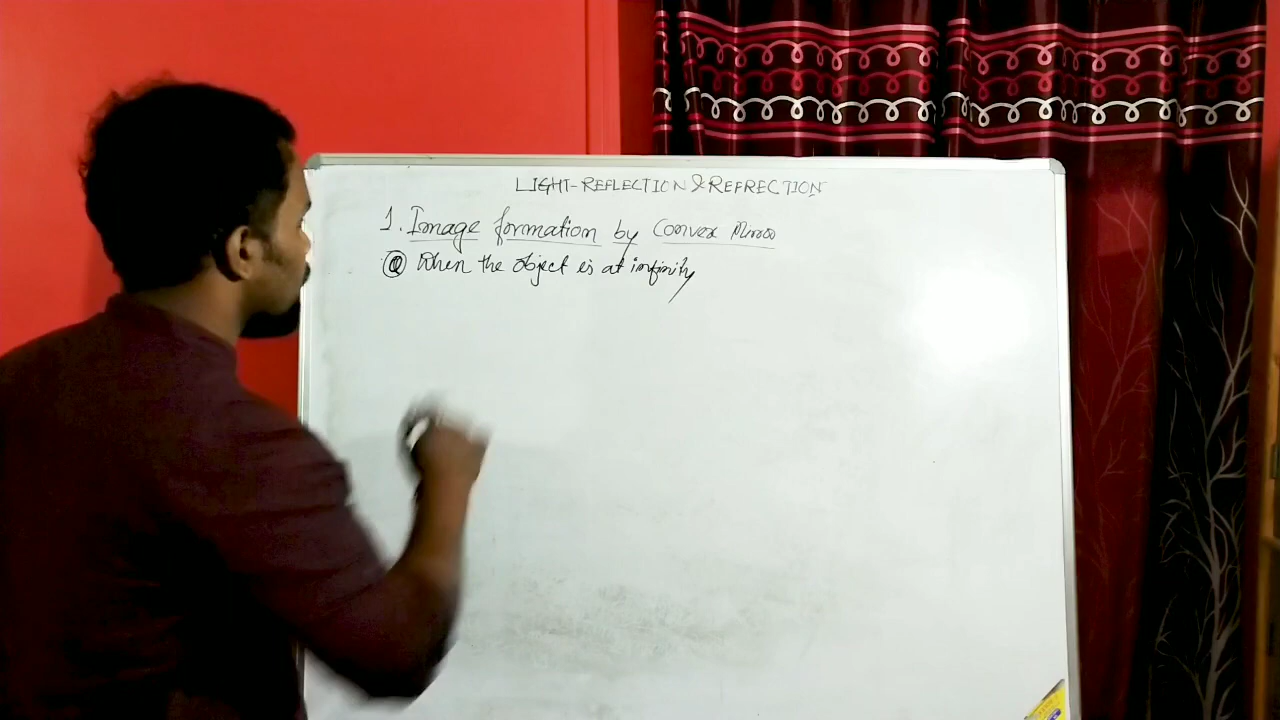 LIGHT-REFLECTION & REFRECTION
1. Image formation by Convex Mirror
ⓐ When the object is at infinity